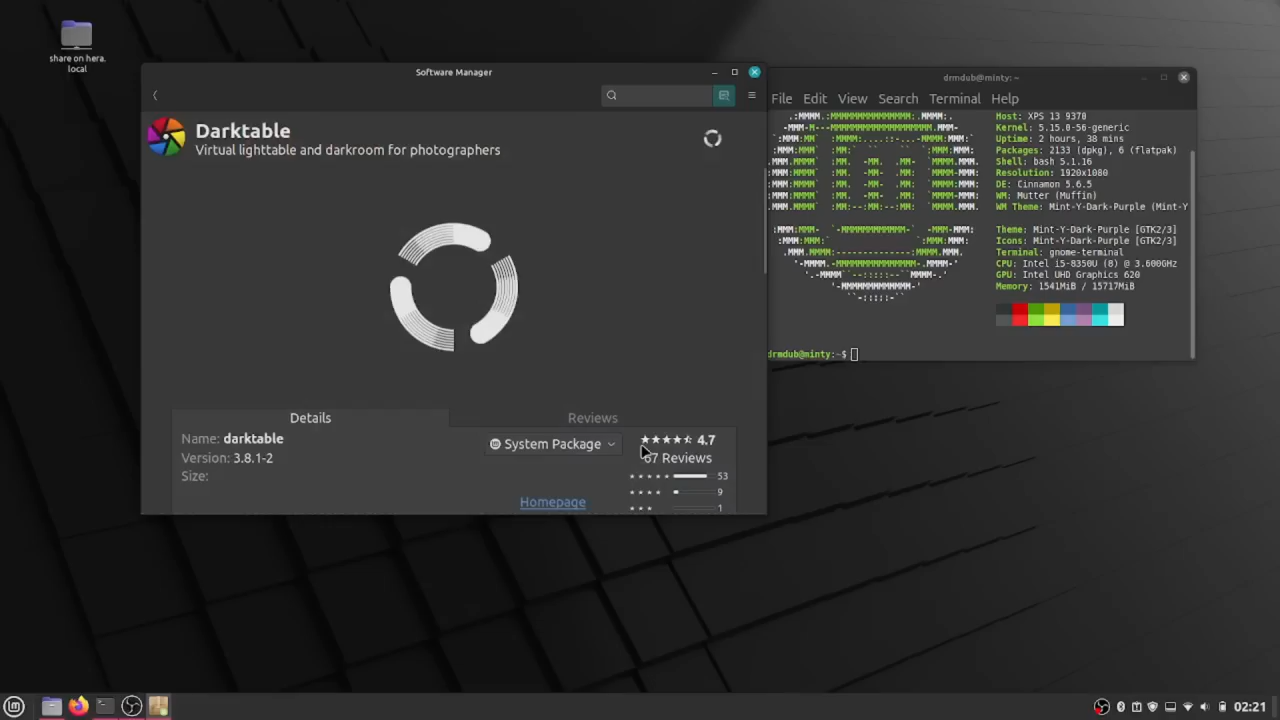 share on hera.
local
Software Manager
Darktable
Virtual lighttable and darkroom for photographers
Details
Reviews
Name: darktable
Version: 3.8.1-2
Size:
System Package
4.7
67 Reviews
53
9
1
Homepage
drmdub@minty: ~
File Edit View Search Terminal Help
Host: XPS 13 9370
Kernel: 5.15.0-56-generic
Uptime: 2 hours, 38 mins
Packages: 2133 (dpkg), 6 (flatpak)
Shell: bash 5.1.16
Resolution: 1920x1080
DE: Cinnamon 5.6.5
WM: Mutter (Muffin)
WM Theme: Mint-Y-Dark-Purple (Mint-Y
Theme: Mint-Y-Dark-Purple [GTK2/3]
Icons: Mint-Y-Dark-Purple [GTK2/3]
Terminal: gnome-terminal
CPU: Intel i5-8350U (8) @ 3.600GHz
GPU: Intel UHD Graphics 620
Memory: 1541MiB / 15717MiB
drmdub@minty:~$
02:21